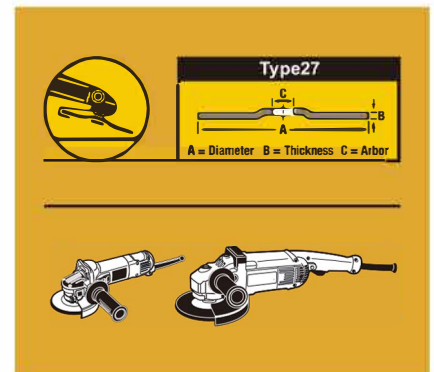 Type27
C
B
A
A = Diameter B = Thickness C = Arbor